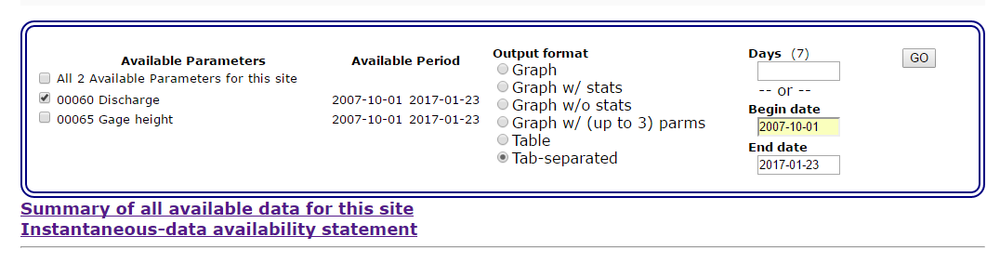 Available Parameters
All 2 Available Parameters for this site
00060 Discharge
00065 Gage height
Available Period
2007-10-01 2017-01-23
2007-10-01 2017-01-23
Output format
Graph
Graph w/ stats
Graph w/o stats
Graph w/ (up to 3) parms
Table
Tab-separated
Days (7)
-- or --
Begin date
2007-10-01
End date
2017-01-23
GO
Summary of all available data for this site
Instantaneous-data availability statement